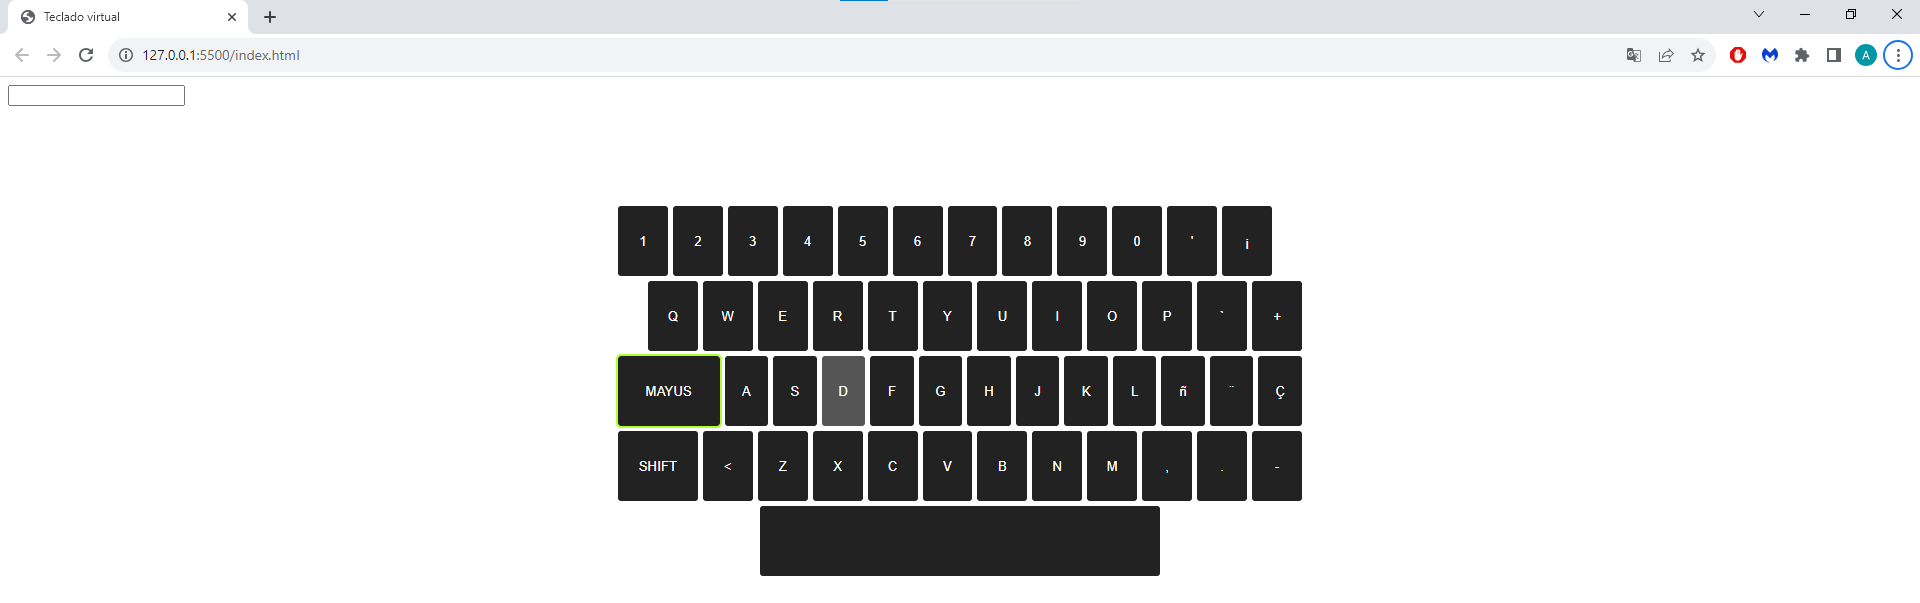 Teclado virtual
127.0.0.1:5500/index.html
A
1 2 3 4 5 6 7 8 9 0 ' ¡
Q W E R T Y U I O P ` +
MAYUS A S D F G H J K L ñ ¨ Ç
SHIFT < Z X C V B N M , . -